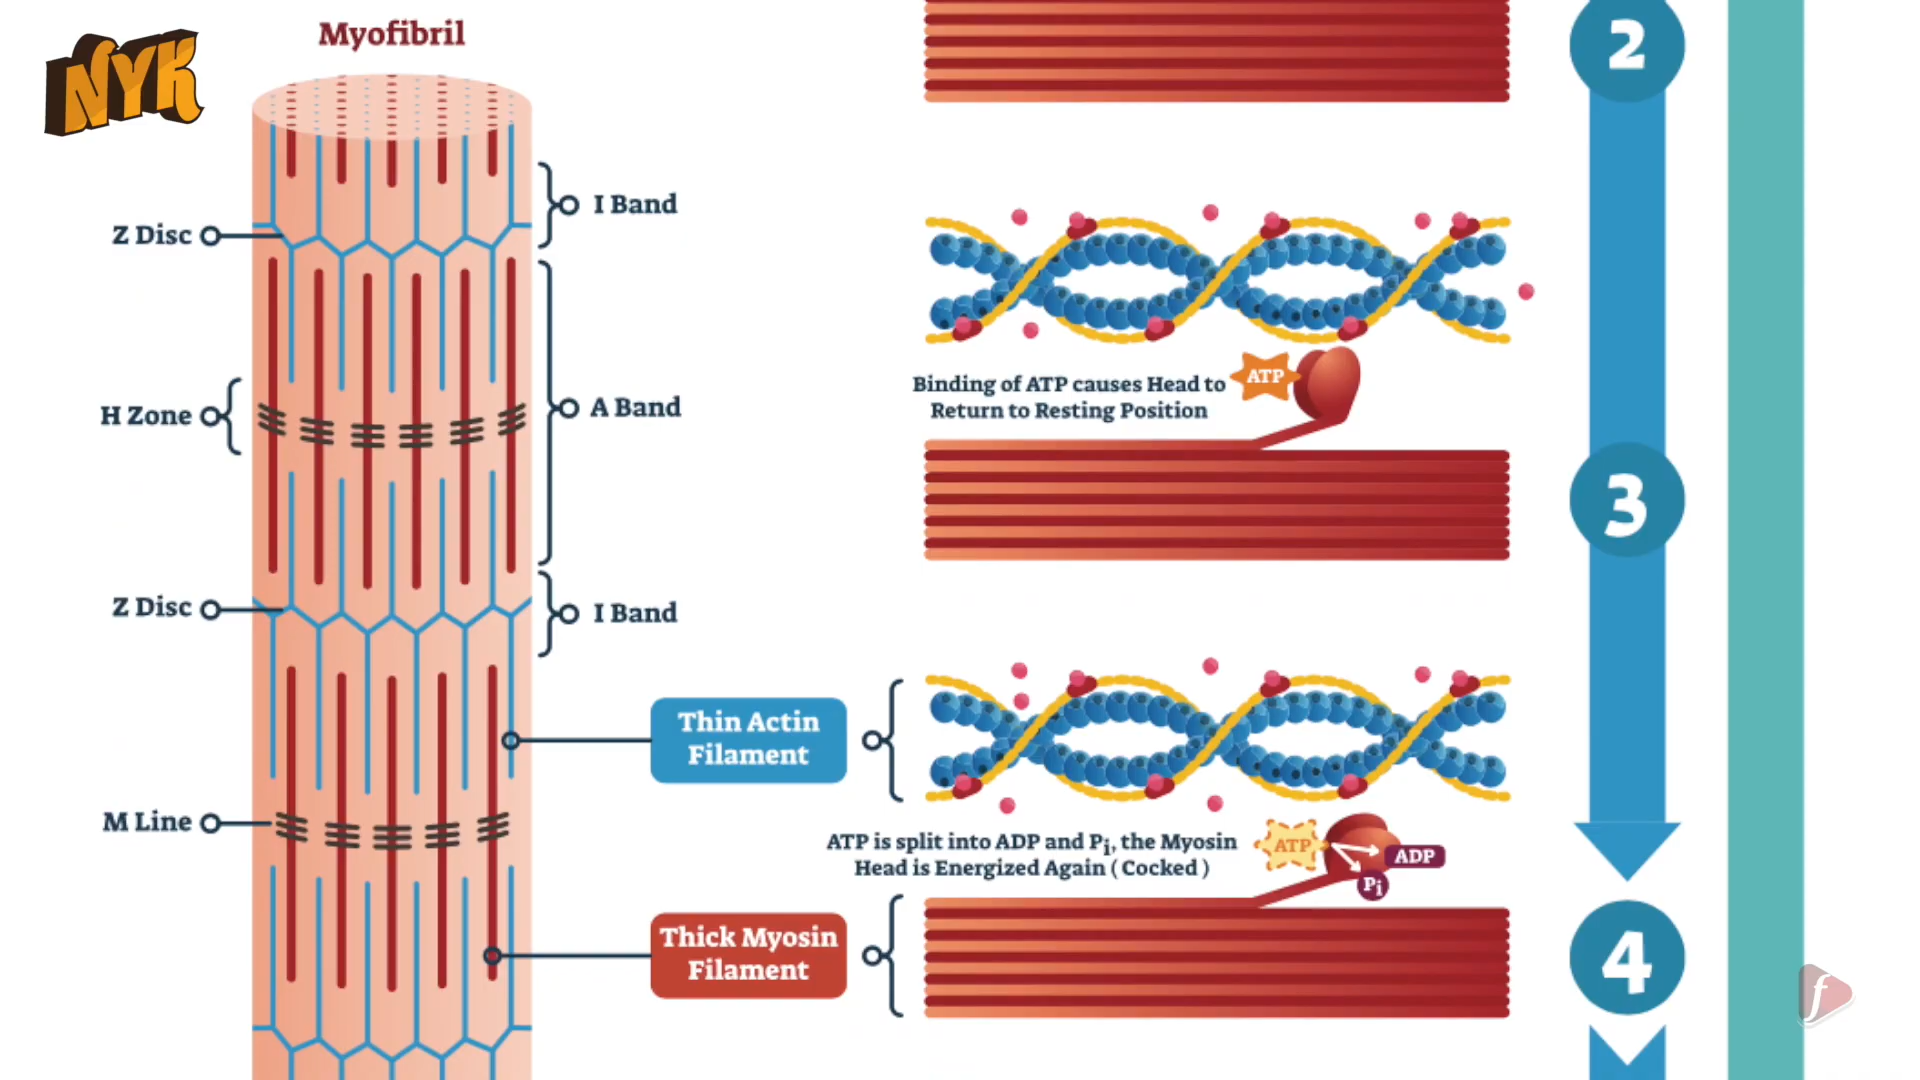 NYK
Myofibril
I Band
Z Disc
H Zone
A Band
Z Disc
I Band
M Line
Thin Actin
Filament
Thick Myosin
Filament
2
Binding of ATP causes Head to
Return to Resting Position
ATP
3
ATP is split into ADP and Pi, the Myosin
Head is Energized Again (Cocked)
ATP
ADP
Pi
4
f